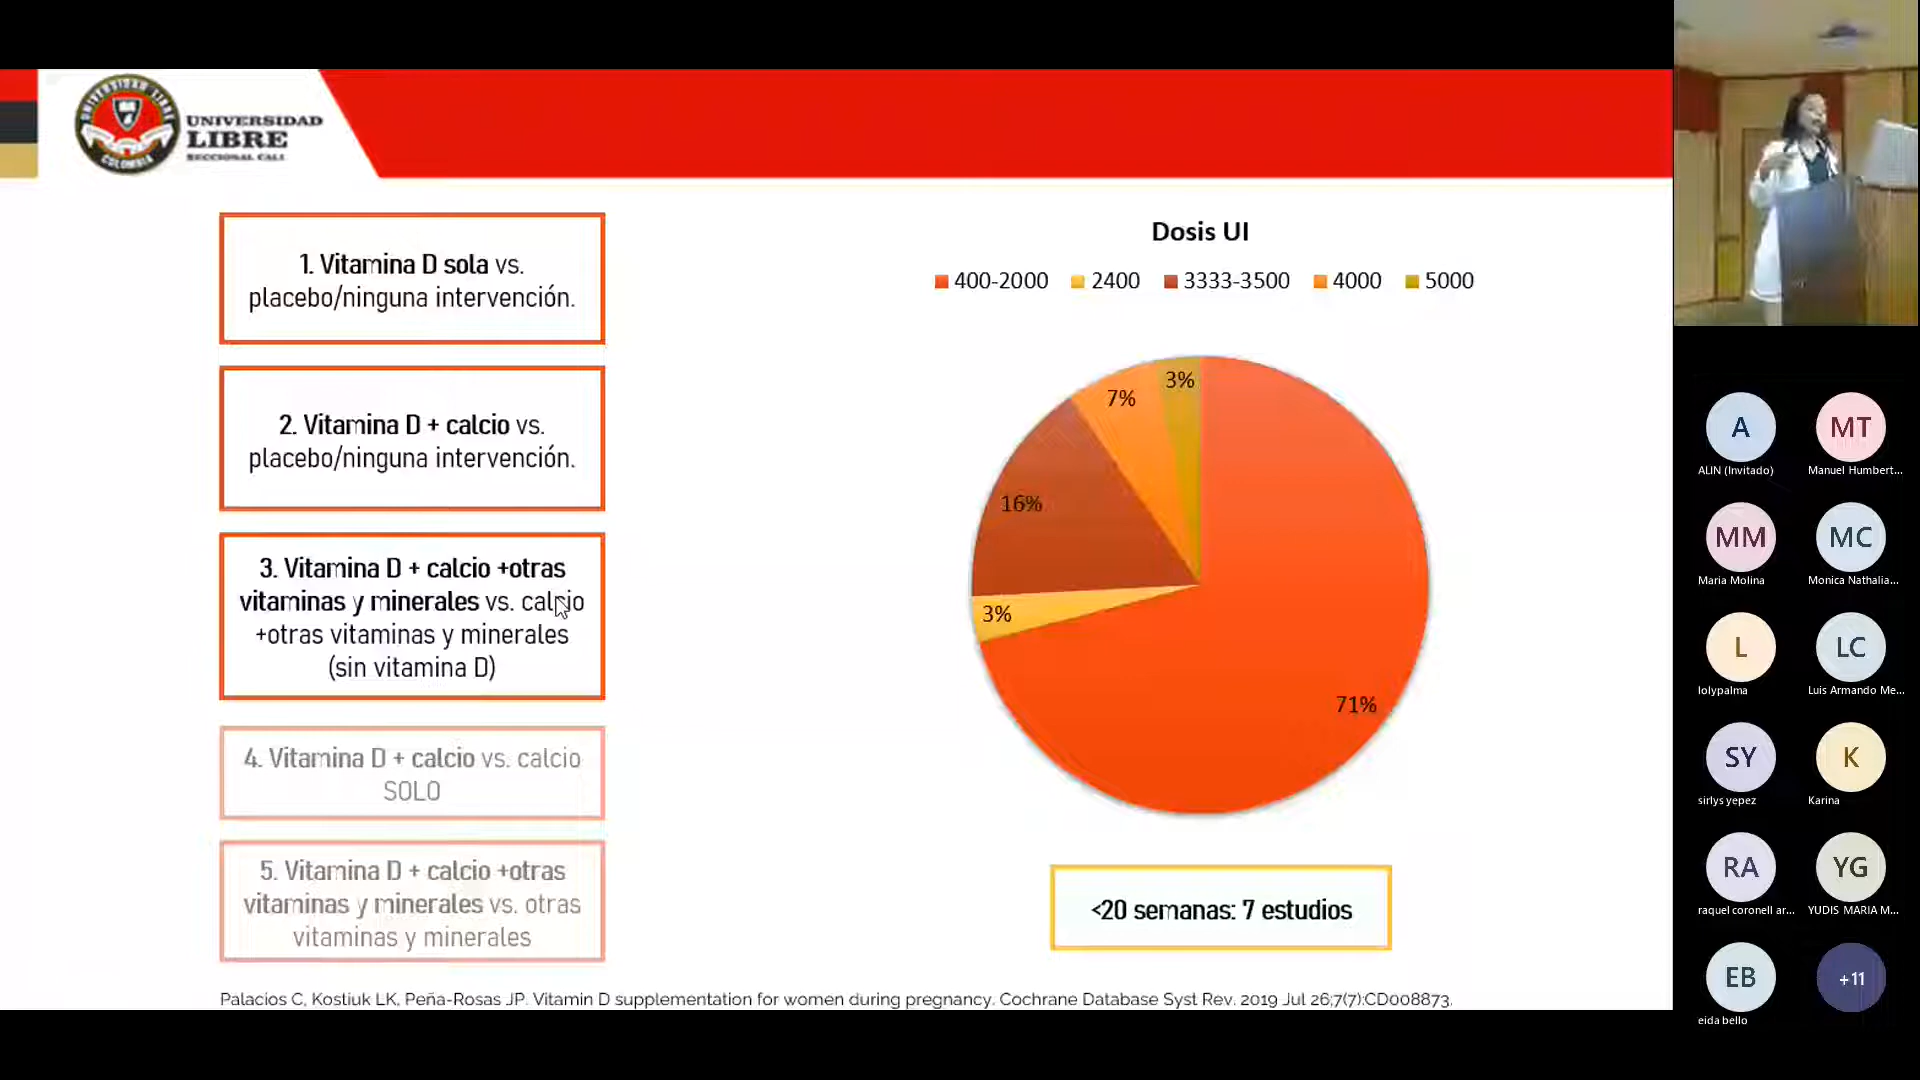 UNIVERSIDAD LIBRE
COLOMBIA
UNIVERSIDAD
LIBRE
SECCIONAL CALI
1. Vitamina D sola vs.
placebo/ninguna intervención.
2. Vitamina D + calcio vs.
placebo/ninguna intervención.
3. Vitamina D + calcio +otras
vitaminas y minerales vs. calcio
+otras vitaminas y minerales
(sin vitamina D)
4. Vitamina D + calcio vs. calcio
SOLO
5. Vitamina D + calcio +otras
vitaminas y minerales vs. otras
vitaminas y minerales
Dosis UI
400-2000 2400 3333-3500 4000 5000
3%
7%
16%
3%
71%
<20 semanas: 7 estudios
Palacios C, Kostiuk LK, Peña-Rosas JP. Vitamin D supplementation for women during pregnancy. Cochrane Database Syst Rev. 2019 Jul 26;7(7):CD008873.
A MT
ALIN (Invitado) Manuel Humbert...
MM MC
Maria Molina Monica Nathalia...
L LC
lolypalma Luis Armando Me...
SY K
sirlys yepez Karina
RA YG
raquel coronell ar... YUDIS MARIA M...
EB +11
eida bello